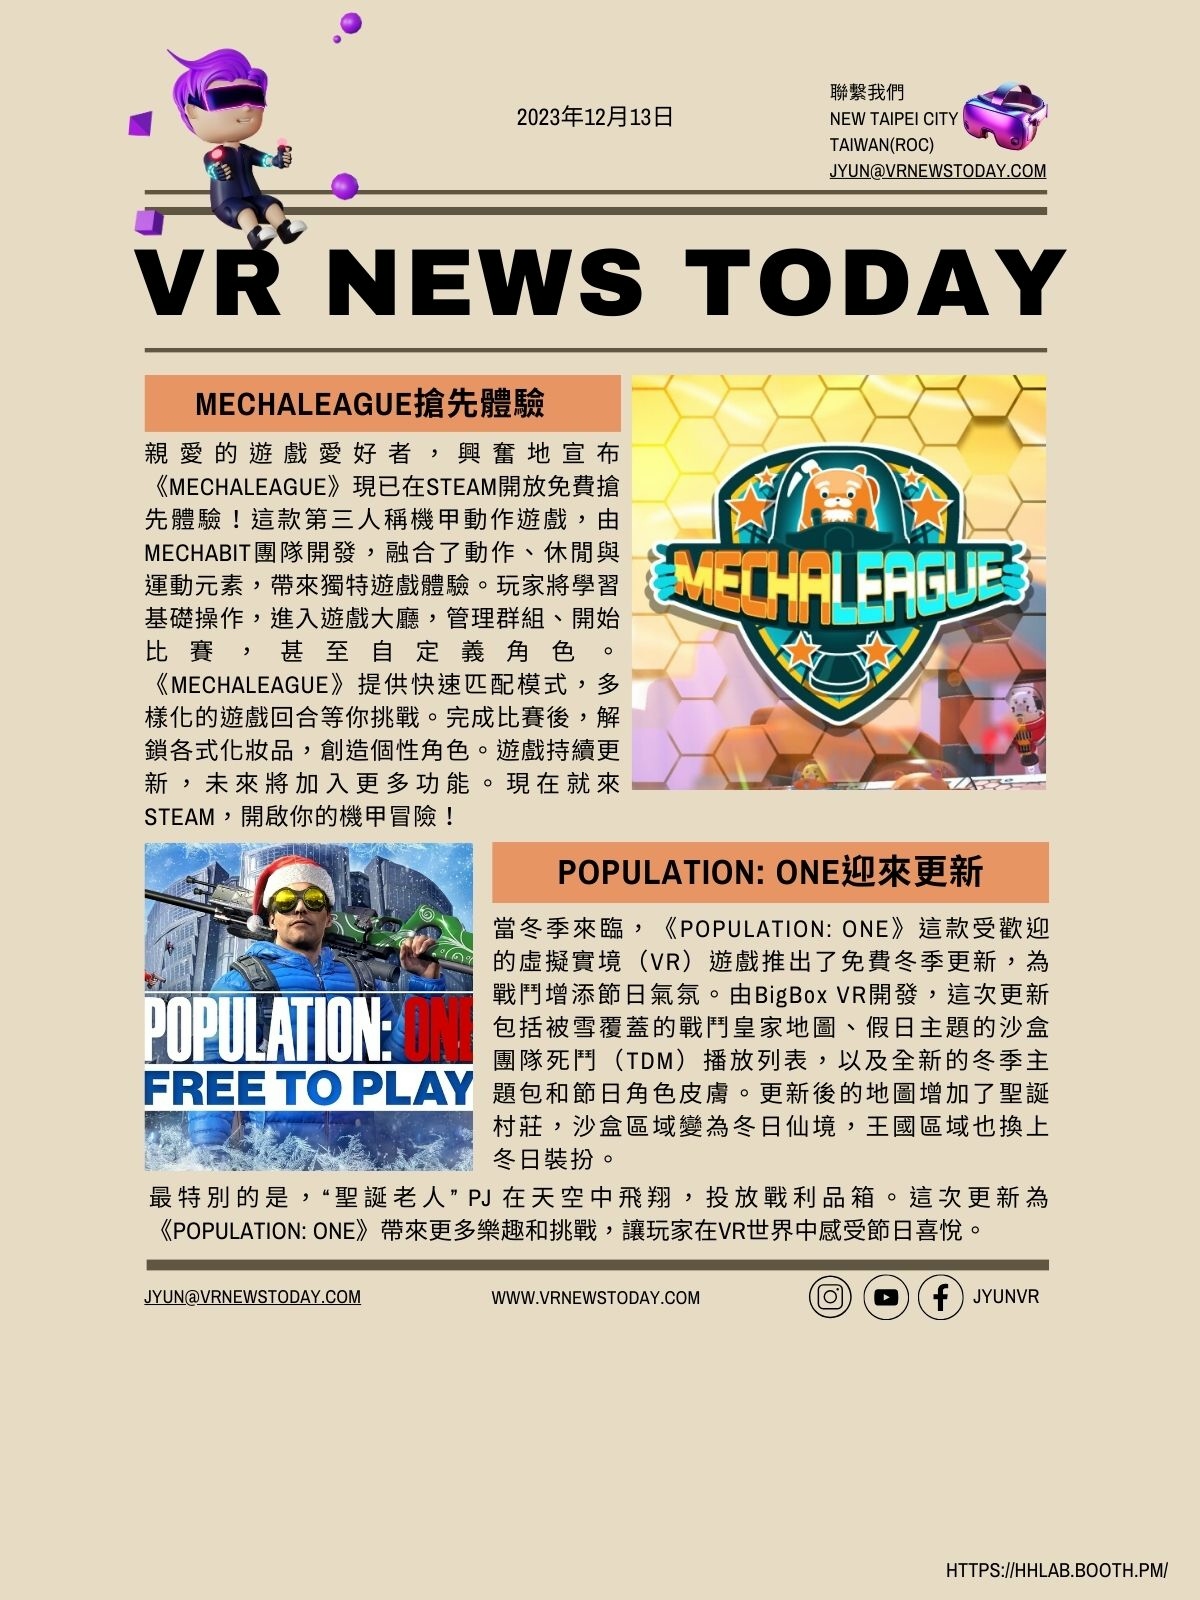 2023年12月13日
聯繫我們
NEW TAIPEI CITY
TAIWAN(ROC)
JYUN@VRNEWSTODAY.COM
VR NEWS TODAY
MECHALEAGUE搶先體驗
親愛的遊戲愛好者，興奮地宣布
《MECHALEAGUE》現已在STEAM開放免費搶
先體驗！這款第三人稱機甲動作遊戲，由
MECHABIT團隊開發，融合了動作、休閒與
運動元素，帶來獨特遊戲體驗。玩家將學習
基礎操作，進入遊戲大廳，管理群組、開始
比賽，甚至自定義角色。
《MECHALEAGUE》提供快速匹配模式，多
樣化的遊戲回合等你挑戰。完成比賽後，解
鎖各式化妝品，創造個性角色。遊戲持續更
新，未來將加入更多功能。現在就來
STEAM，開啟你的機甲冒險！
MECHALEAGUE
POPULATION: ONE
FREE TO PLAY
POPULATION: ONE迎來更新
當冬季來臨，《POPULATION: ONE》這款受歡迎
的虛擬實境（VR）遊戲推出了免費冬季更新，為
戰鬥增添節日氣氛。由BigBox VR開發，這次更新
包括被雪覆蓋的戰鬥皇家地圖、假日主題的沙盒
團隊死鬥（TDM）播放列表，以及全新的冬季主
題包和節日角色皮膚。更新後的地圖增加了聖誕
村莊，沙盒區域變為冬日仙境，王國區域也換上
冬日裝扮。
最特別的是，“聖誕老人” PJ 在天空中飛翔，投放戰利品箱。這次更新為
《POPULATION: ONE》帶來更多樂趣和挑戰，讓玩家在VR世界中感受節日喜悅。
JYUN@VRNEWSTODAY.COM
WWW.VRNEWSTODAY.COM
JYUNVR
HTTPS://HHLAB.BOOTH.PM/